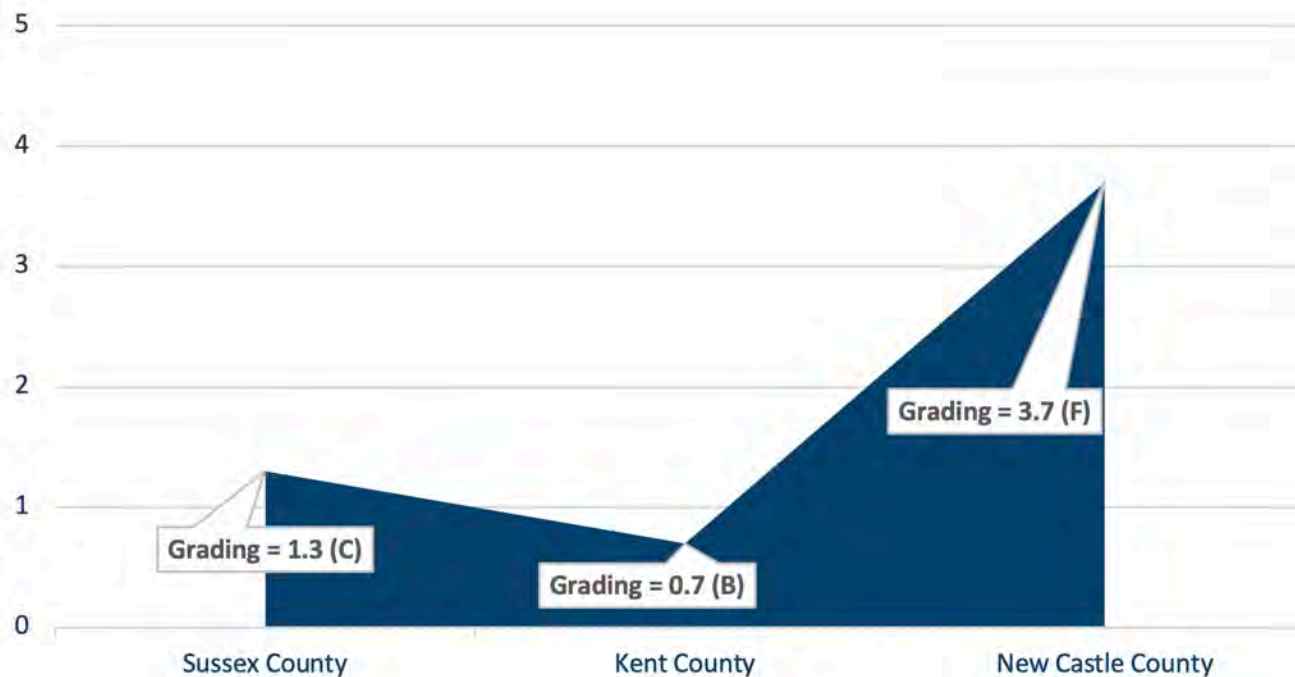 5
4
3
2
1
0
Grading = 1.3 (C)
Grading = 0.7 (B)
Grading = 3.7 (F)
Sussex County
Kent County
New Castle County